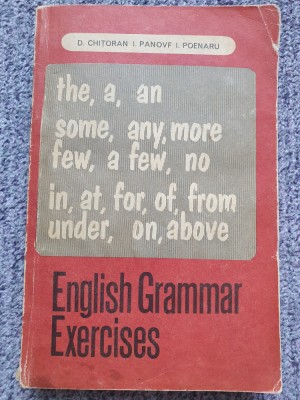 D. CHITORAN I. PANOVF I. POENARU
the, a, an
some, any, more
few, a few, no
in, at, for, of, from
under, on, above
English Grammar
Exercises